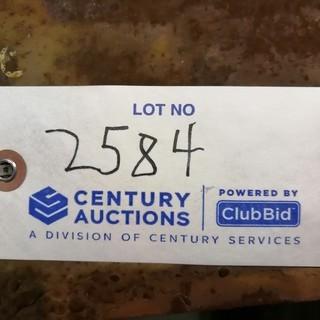 LOT NO
2584
CENTURY AUCTIONS
POWERED BY
ClubBid
A DIVISION OF CENTURY SERVICES